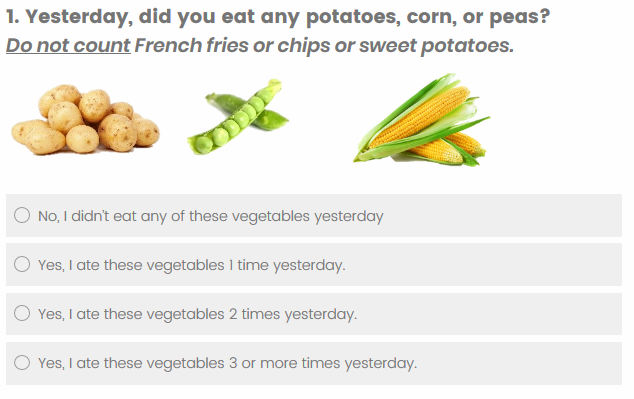 1. Yesterday, did you eat any potatoes, corn, or peas?
Do not count French fries or chips or sweet potatoes.
No, I didn't eat any of these vegetables yesterday
Yes, I ate these vegetables 1 time yesterday.
Yes, I ate these vegetables 2 times yesterday.
Yes, I ate these vegetables 3 or more times yesterday.